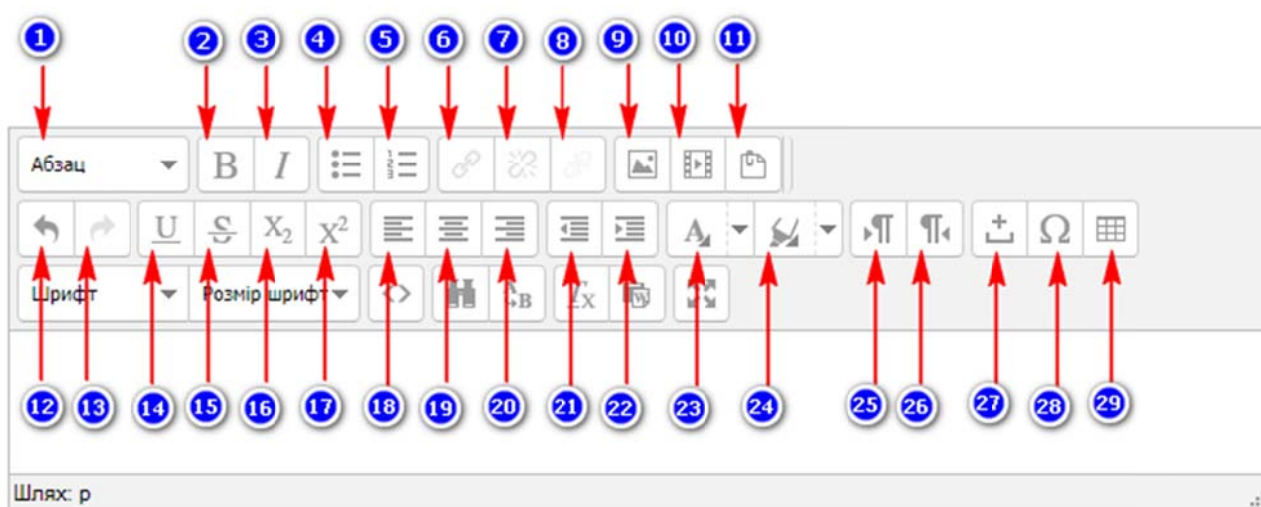 1 2 3 4 5 6 7 8 9 10 11
Абзац B I
U S X2 X2 A ¶ ¶ Ω
Шрифт Розмір шрифт
12 13 14 15 16 17 18 19 20 21 22 23 24 25 26 27 28 29
Шлях: p